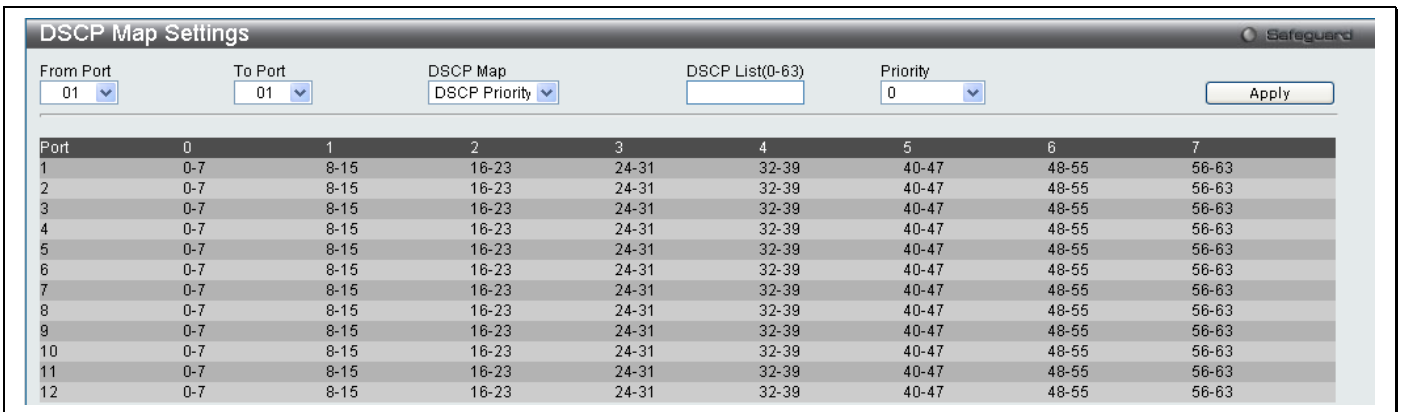 DSCP Map Settings Safeguard
From Port To Port DSCP Map DSCP List(0-63) Priority
01 01 DSCP Priority 0 Apply
Port 0 1 2 3 4 5 6 7
1 0-7 8-15 16-23 24-31 32-39 40-47 48-55 56-63
2 0-7 8-15 16-23 24-31 32-39 40-47 48-55 56-63
3 0-7 8-15 16-23 24-31 32-39 40-47 48-55 56-63
4 0-7 8-15 16-23 24-31 32-39 40-47 48-55 56-63
5 0-7 8-15 16-23 24-31 32-39 40-47 48-55 56-63
6 0-7 8-15 16-23 24-31 32-39 40-47 48-55 56-63
7 0-7 8-15 16-23 24-31 32-39 40-47 48-55 56-63
8 0-7 8-15 16-23 24-31 32-39 40-47 48-55 56-63
9 0-7 8-15 16-23 24-31 32-39 40-47 48-55 56-63
10 0-7 8-15 16-23 24-31 32-39 40-47 48-55 56-63
11 0-7 8-15 16-23 24-31 32-39 40-47 48-55 56-63
12 0-7 8-15 16-23 24-31 32-39 40-47 48-55 56-63